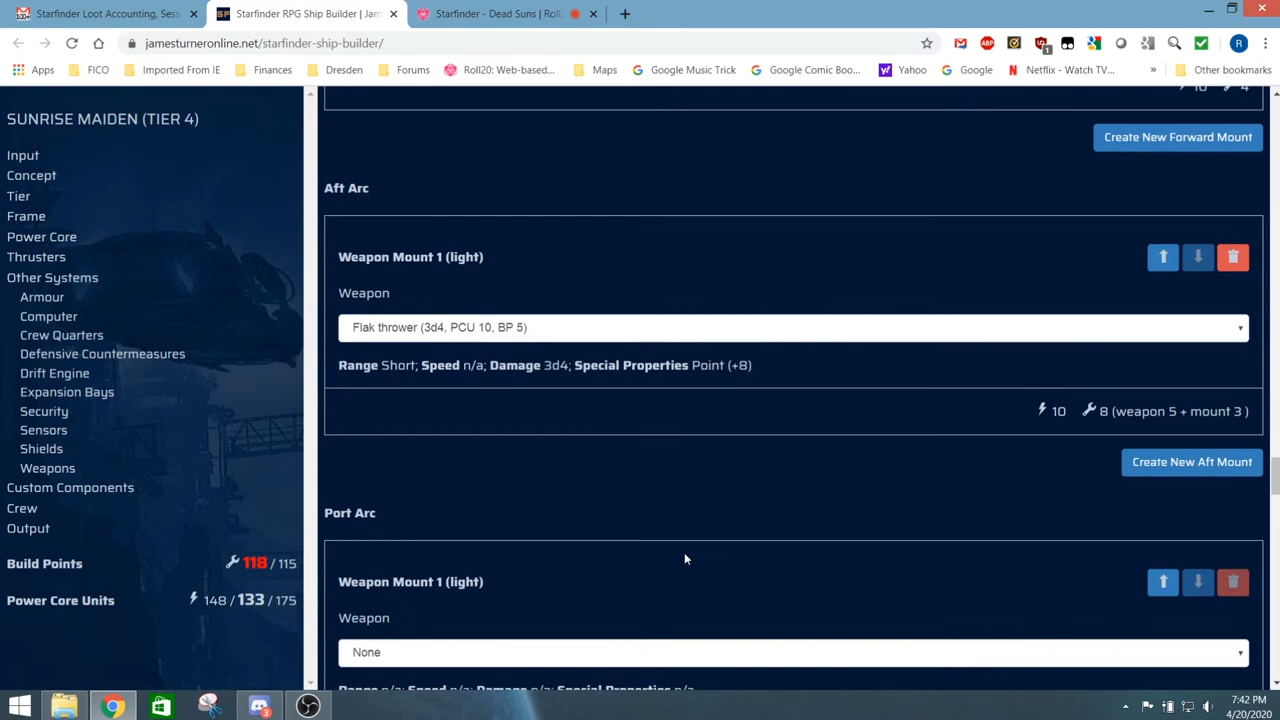 Starfinder Loot Accounting, Sess
Starfinder RPG Ship Builder | Jam
Starfinder - Dead Suns | Roll
jamesturneronline.net/starfinder-ship-builder/
Apps
FICO
Imported From IE
Finances
Dresden
Forums
Roll20: Web-based...
Maps
Google Music Trick
Google Comic Boo...
Yahoo
Google
Netflix - Watch TV...
»
Other bookmarks
SUNRISE MAIDEN (TIER 4)
Input
Concept
Tier
Frame
Power Core
Thrusters
Other Systems
Armour
Computer
Crew Quarters
Defensive Countermeasures
Drift Engine
Expansion Bays
Security
Sensors
Shields
Weapons
Custom Components
Crew
Output
Build Points 118 / 115
Power Core Units 148 / 133 / 175
10 4
Create New Forward Mount
Aft Arc
Weapon Mount 1 (light)
Weapon
Flak thrower (3d4, PCU 10, BP 5)
Range Short; Speed n/a; Damage 3d4; Special Properties Point (+8)
10 8 (weapon 5 + mount 3 )
Create New Aft Mount
Port Arc
Weapon Mount 1 (light)
Weapon
None
Range n/a; Speed n/a; Damage n/a; Special Properties n/a
7:42 PM
4/20/2020